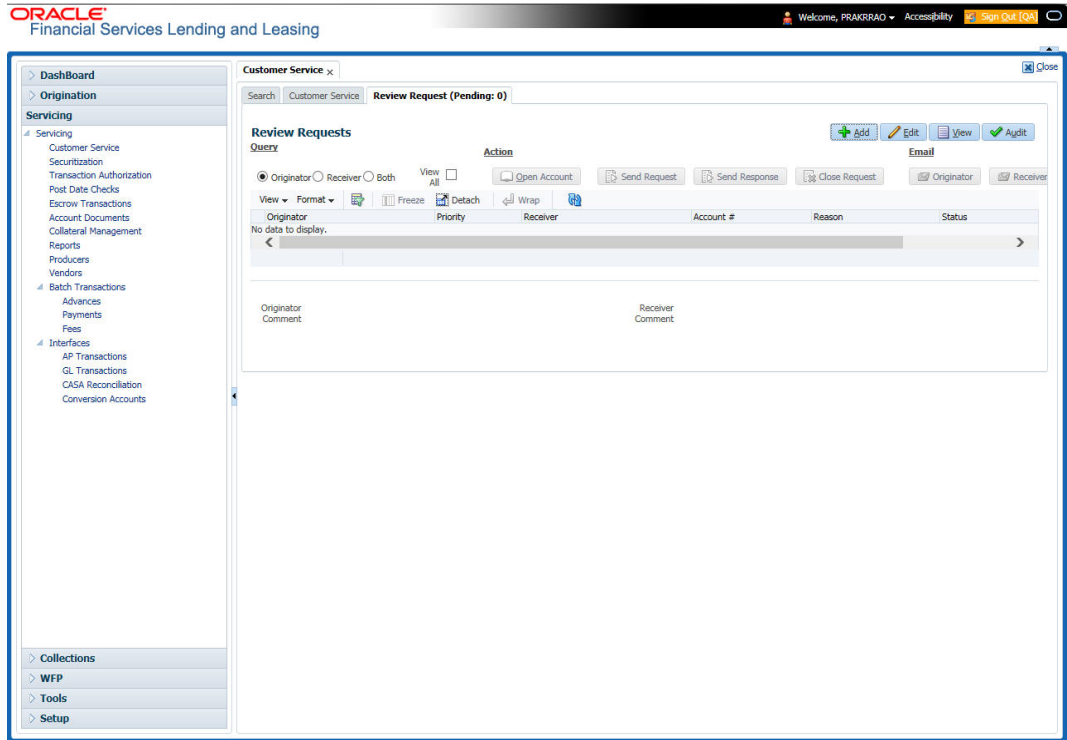 ORACLE
Financial Services Lending and Leasing
Welcome, PRAKRRAO Accessibility Sign Out [QA]
Close
DashBoard
Origination
Servicing
Servicing
Customer Service
Securitization
Transaction Authorization
Post Date Checks
Escrow Transactions
Account Documents
Collateral Management
Reports
Producers
Vendors
Batch Transactions
Advances
Payments
Fees
Interfaces
AP Transactions
GL Transactions
CASA Reconciliation
Conversion Accounts
Collections
WFP
Tools
Setup
Customer Service x
Search Customer Service Review Request (Pending: 0)
Review Requests
Add Edit View Audit
Query Action Email
Originator Receiver Both View All Open Account Send Request Send Response Close Request Originator Receiver
View Format Freeze Detach Wrap
Originator Priority Receiver Account # Reason Status
No data to display.
Originator Comment
Receiver Comment